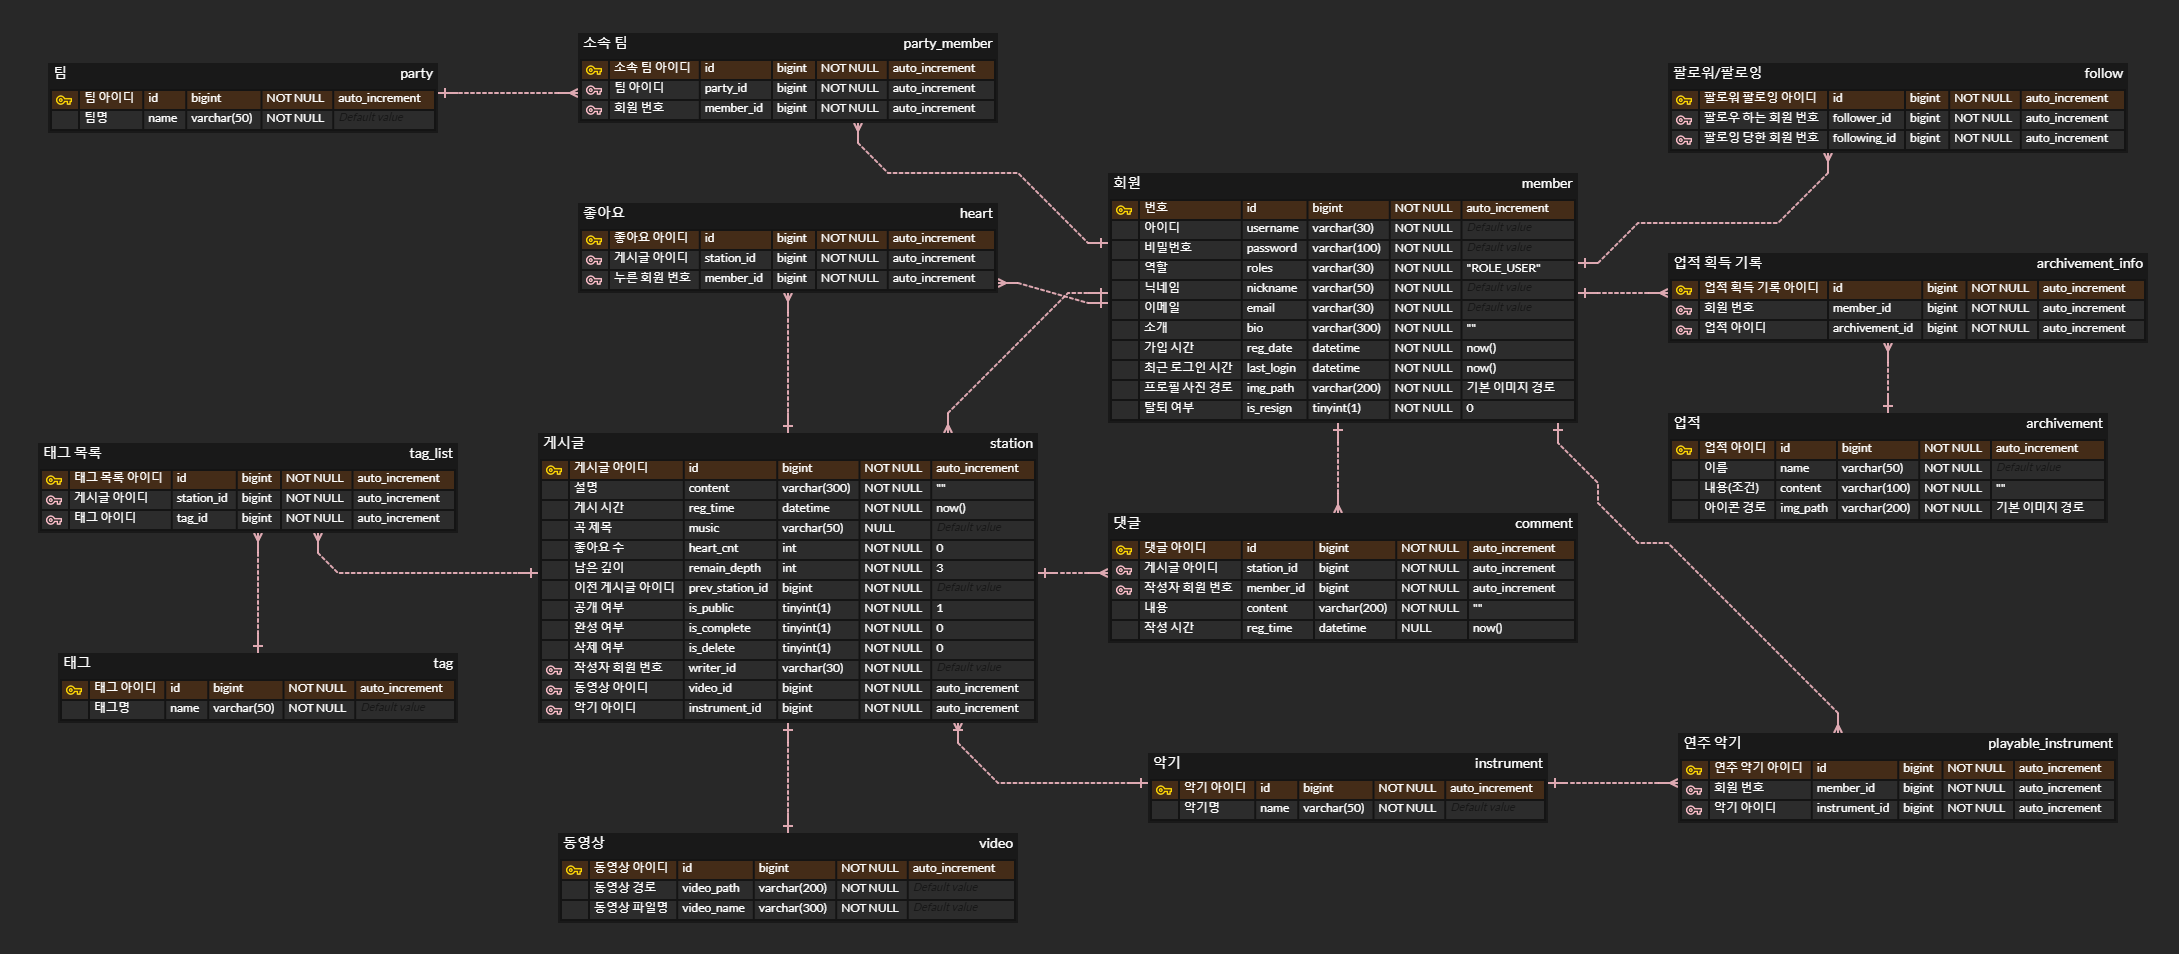 팀 party
팀 아이디 id bigint NOT NULL auto_increment
팀명 name varchar(50) NOT NULL Default value
소속 팀 party_member
소속 팀 아이디 id bigint NOT NULL auto_increment
팀 아이디 party_id bigint NOT NULL auto_increment
회원 번호 member_id bigint NOT NULL auto_increment
팔로워/팔로잉 follow
팔로워 팔로잉 아이디 id bigint NOT NULL auto_increment
팔로우 하는 회원 번호 follower_id bigint NOT NULL auto_increment
팔로잉 당한 회원 번호 following_id bigint NOT NULL auto_increment
좋아요 heart
좋아요 아이디 id bigint NOT NULL auto_increment
게시글 아이디 station_id bigint NOT NULL auto_increment
누른 회원 번호 member_id bigint NOT NULL auto_increment
회원 member
번호 id bigint NOT NULL auto_increment
아이디 username varchar(30) NOT NULL Default value
비밀번호 password varchar(100) NOT NULL Default value
역할 roles varchar(30) NOT NULL "ROLE_USER"
닉네임 nickname varchar(50) NOT NULL Default value
이메일 email varchar(30) NOT NULL Default value
소개 bio varchar(300) NOT NULL ""
가입 시간 reg_date datetime NOT NULL now()
최근 로그인 시간 last_login datetime NOT NULL now()
프로필 사진 경로 img_path varchar(200) NOT NULL 기본 이미지 경로
탈퇴 여부 is_resign tinyint(1) NOT NULL 0
업적 획득 기록 archivement_info
업적 획득 기록 아이디 id bigint NOT NULL auto_increment
회원 번호 member_id bigint NOT NULL auto_increment
업적 아이디 archivement_id bigint NOT NULL auto_increment
업적 archivement
업적 아이디 id bigint NOT NULL auto_increment
이름 name varchar(50) NOT NULL Default value
내용(조건) content varchar(100) NOT NULL ""
아이콘 경로 img_path varchar(200) NOT NULL 기본 이미지 경로
태그 목록 tag_list
태그 목록 아이디 id bigint NOT NULL auto_increment
게시글 아이디 station_id bigint NOT NULL auto_increment
태그 아이디 tag_id bigint NOT NULL auto_increment
게시글 station
게시글 아이디 id bigint NOT NULL auto_increment
설명 content varchar(300) NOT NULL ""
게시 시간 reg_time datetime NOT NULL now()
곡 제목 music varchar(50) NULL Default value
좋아요 수 heart_cnt int NOT NULL 0
남은 깊이 remain_depth int NOT NULL 3
이전 게시글 아이디 prev_station_id bigint NOT NULL Default value
공개 여부 is_public tinyint(1) NOT NULL 1
완성 여부 is_complete tinyint(1) NOT NULL 0
삭제 여부 is_delete tinyint(1) NOT NULL 0
작성자 회원 번호 writer_id varchar(30) NOT NULL Default value
동영상 아이디 video_id bigint NOT NULL auto_increment
악기 아이디 instrument_id bigint NOT NULL auto_increment
댓글 comment
댓글 아이디 id bigint NOT NULL auto_increment
게시글 아이디 station_id bigint NOT NULL auto_increment
작성자 회원 번호 member_id bigint NOT NULL auto_increment
내용 content varchar(200) NOT NULL ""
작성 시간 reg_time datetime NULL now()
태그 tag
태그 아이디 id bigint NOT NULL auto_increment
태그명 name varchar(50) NOT NULL Default value
악기 instrument
악기 아이디 id bigint NOT NULL auto_increment
악기명 name varchar(50) NOT NULL Default value
연주 악기 playable_instrument
연주 악기 아이디 id bigint NOT NULL auto_increment
회원 번호 member_id bigint NOT NULL auto_increment
악기 아이디 instrument_id bigint NOT NULL auto_increment
동영상 video
동영상 아이디 id bigint NOT NULL auto_increment
동영상 경로 video_path varchar(200) NOT NULL Default value
동영상 파일명 video_name varchar(300) NOT NULL Default value